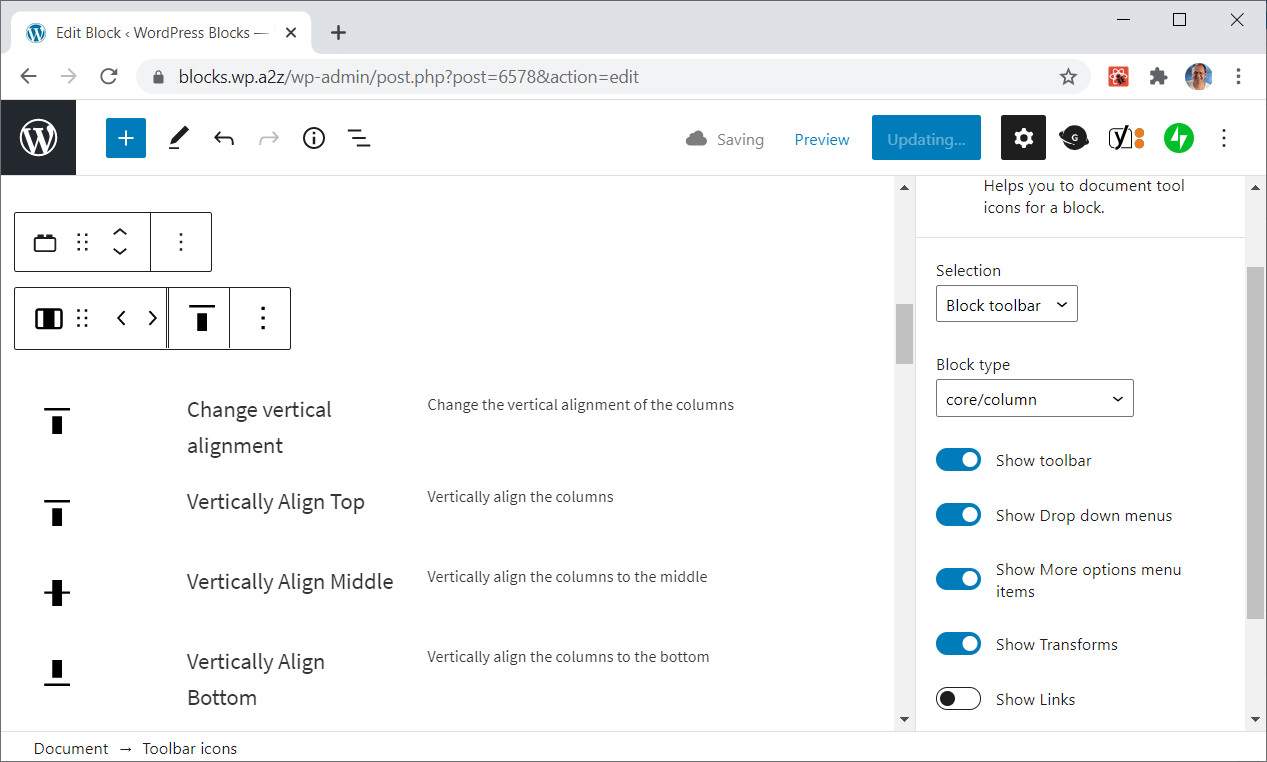 Edit Block ‹ WordPress Blocks —
blocks.wp.a2z/wp-admin/post.php?post=6578&action=edit
Saving
Preview
Updating…
Helps you to document tool
icons for a block.
Selection
Block toolbar
Block type
core/column
Show toolbar
Show Drop down menus
Show More options menu
items
Show Transforms
Show Links
Change vertical
alignment
Change the vertical alignment of the columns
Vertically Align Top
Vertically align the columns
Vertically Align Middle
Vertically align the columns to the middle
Vertically Align
Bottom
Vertically align the columns to the bottom
Document → Toolbar icons